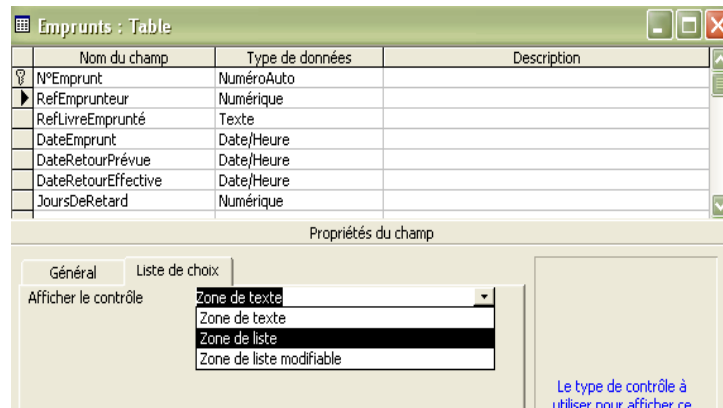 Emprunts : Table
Nom du champ Type de données Description
N°Emprunt NuméroAuto
RefEmprunteur Numérique
RefLivreEmprunté Texte
DateEmprunt Date/Heure
DateRetourPrévue Date/Heure
DateRetourEffective Date/Heure
JoursDeRetard Numérique
Propriétés du champ
Général Liste de choix
Afficher le contrôle Zone de texte
Zone de texte
Zone de liste
Zone de liste modifiable
Le type de contrôle à
utiliser pour afficher ce